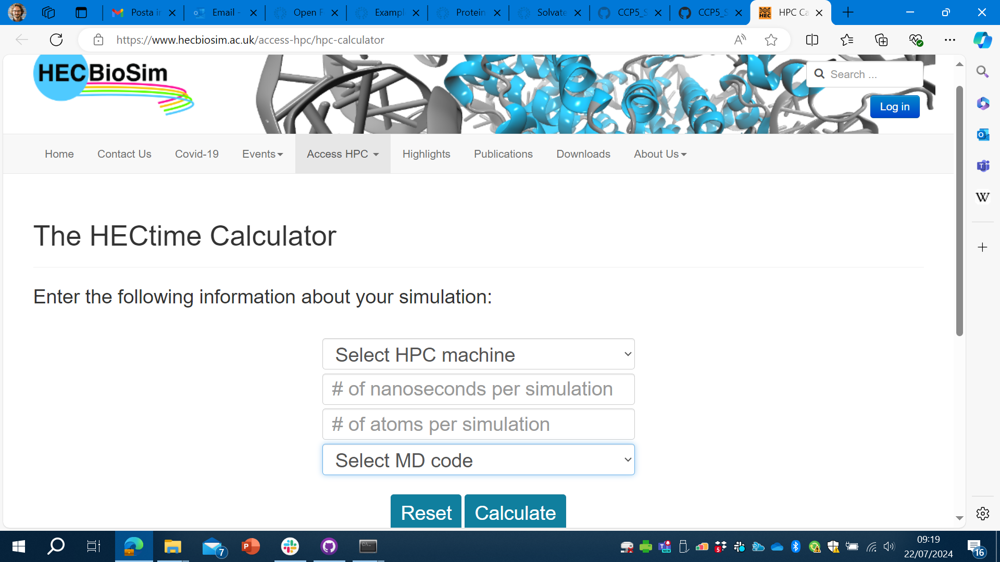 Posta i
Email -
Open F
Exampl
Protein
Solvate
CCP5_S
CCP5_S
HPC Ca
https://www.hecbiosim.ac.uk/access-hpc/hpc-calculator
HECBioSim
Search ...
Log in
Home
Contact Us
Covid-19
Events
Access HPC
Highlights
Publications
Downloads
About Us
The HECtime Calculator
Enter the following information about your simulation:
Select HPC machine
# of nanoseconds per simulation
# of atoms per simulation
Select MD code
Reset
Calculate
7
5
NEW
09:19
22/07/2024
16